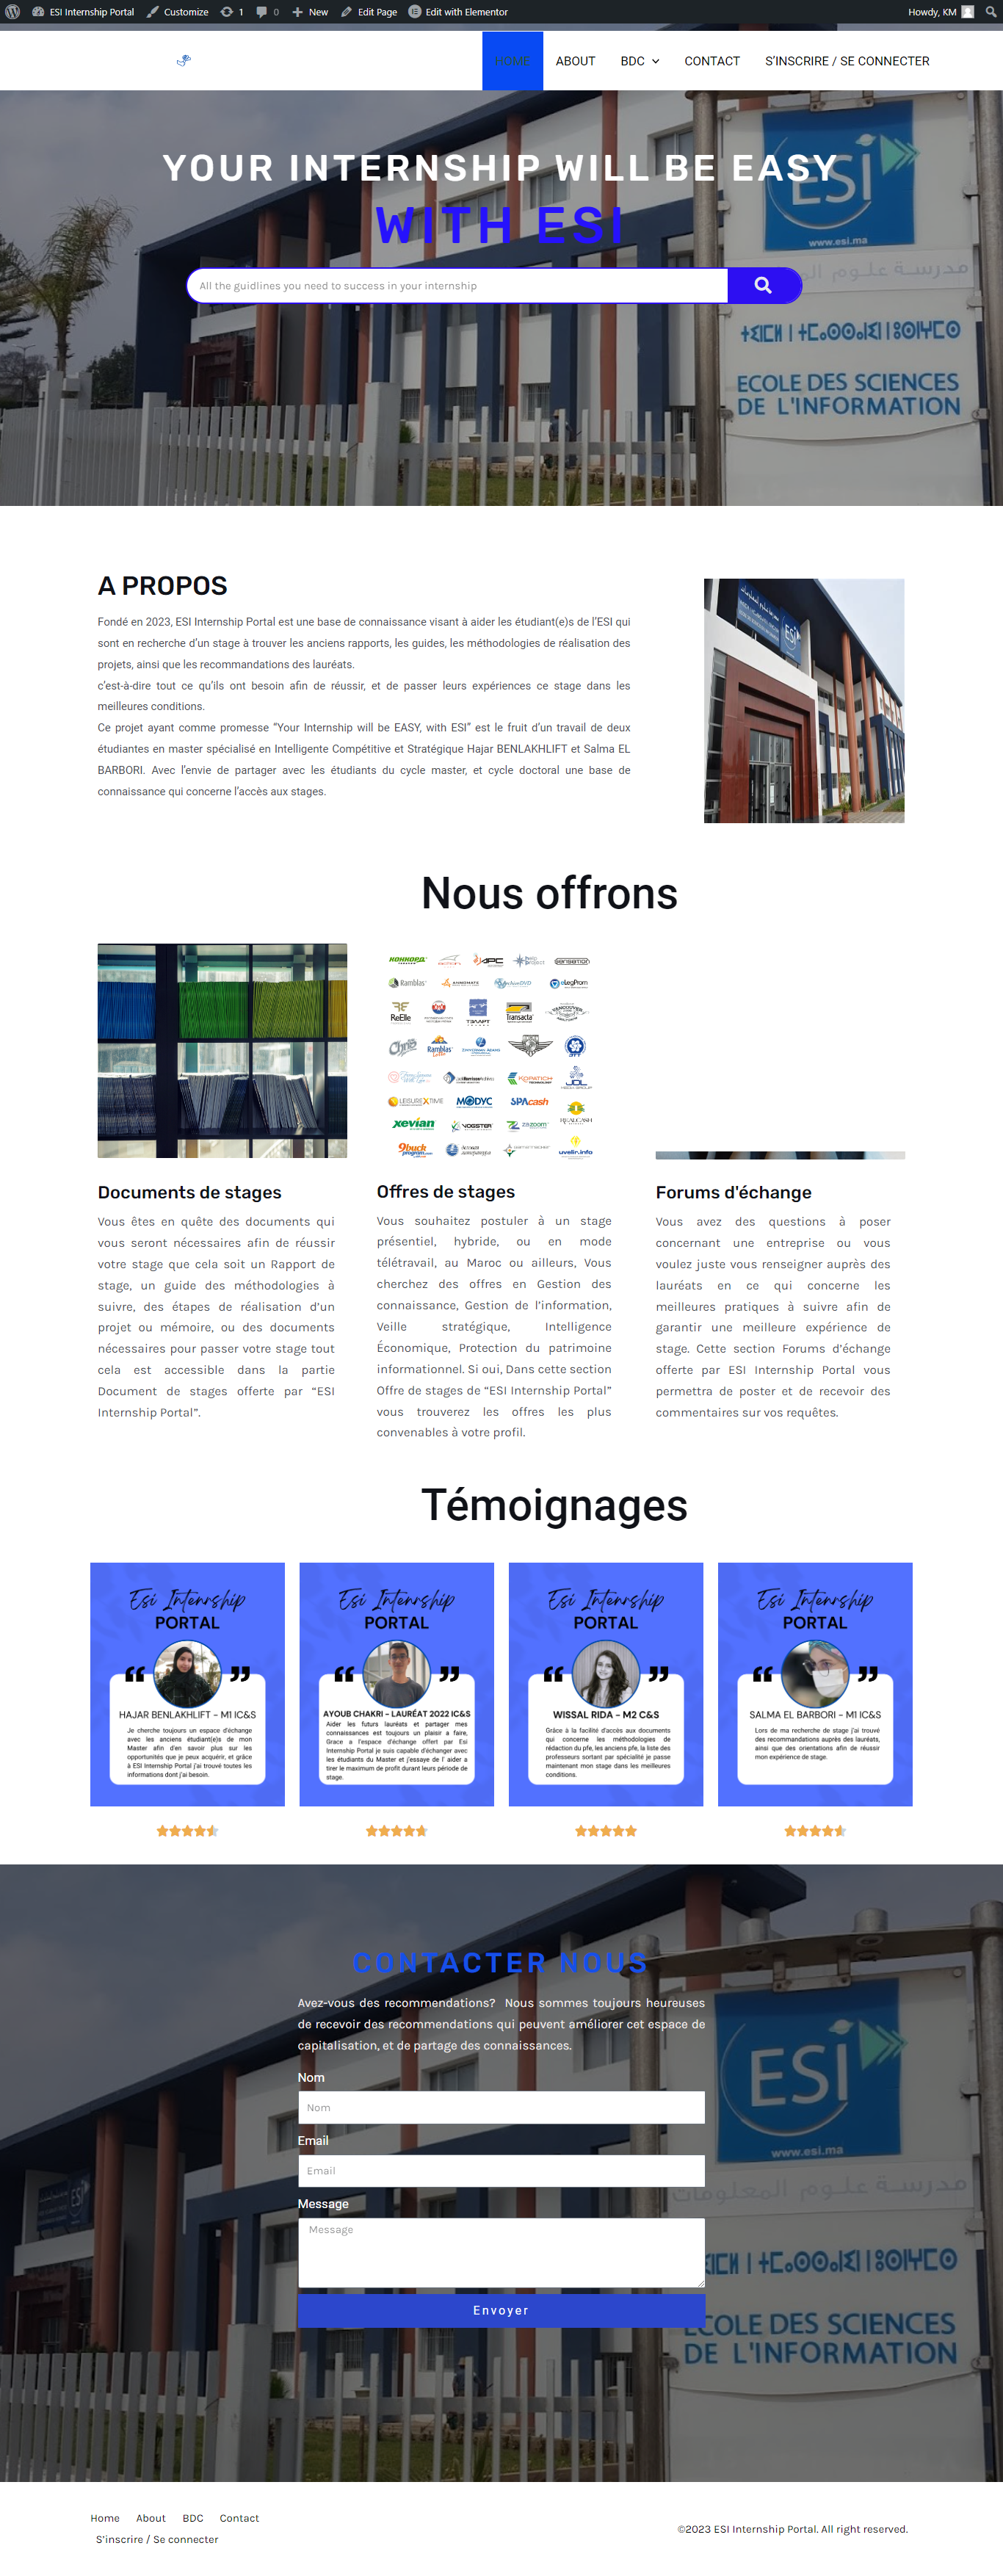 ESI Internship Portal Customize 1 0 New Edit Page Edit with Elementor Howdy, KM
HOME ABOUT BDC CONTACT S'INSCRIRE / SE CONNECTER
YOUR INTERNSHIP WILL BE EASY
WITH ESI
All the guidlines you need to success in your internship
ESI
www.esi.ma
ECOLE DES SCIENCES
DE L'INFORMATION
A PROPOS
Fondé en 2023, ESI Internship Portal est une base de connaissance visant à aider les étudiant(e)s de l'ESI qui
sont en recherche d'un stage à trouver les anciens rapports, les guides, les méthodologies de réalisation des
projets, ainsi que les recommandations des lauréats.
c'est-à-dire tout ce qu'ils ont besoin afin de réussir, et de passer leurs expériences ce stage dans les
meilleures conditions.
Ce projet ayant comme promesse “Your Internship will be EASY, with ESI” est le fruit d'un travail de deux
étudiantes en master spécialisé en Intelligente Compétitive et Stratégique Hajar BENLAKHLIFT et Salma EL
BARBORI. Avec l'envie de partager avec les étudiants du cycle master, et cycle doctoral une base de
connaissance qui concerne l'accès aux stages.
ESI
Nous offrons
КОНКОРД APC
Ramblas eLegProm
ReElle Transacta VANCOUVER
Ramblas
JDL
LEISUREXTIME MODVC SPAcash
xevian VOGSTER zazoom
9buck uvelir.info
Documents de stages
Vous êtes en quête des documents qui
vous seront nécessaires afin de réussir
votre stage que cela soit un Rapport de
stage, un guide des méthodologies à
suivre, des étapes de réalisation d'un
projet ou mémoire, ou des documents
nécessaires pour passer votre stage tout
cela est accessible dans la partie
Document de stages offerte par “ESI
Internship Portal”.
Offres de stages
Vous souhaitez postuler à un stage
présentiel, hybride, ou en mode
télétravail, au Maroc ou ailleurs, Vous
cherchez des offres en Gestion des
connaissance, Gestion de l'information,
Veille stratégique, Intelligence
Économique, Protection du patrimoine
informationnel. Si oui, Dans cette section
Offre de stages de “ESI Internship Portal”
vous trouverez les offres les plus
convenables à votre profil.
Forums d'échange
Vous avez des questions à poser
concernant une entreprise ou vous
voulez juste vous renseigner auprès des
lauréats en ce qui concerne les
meilleures pratiques à suivre afin de
garantir une meilleure expérience de
stage. Cette section Forums d'échange
offerte par ESI Internship Portal vous
permettra de poster et de recevoir des
commentaires sur vos requêtes.
Témoignages
Esi Internship
PORTAL
HAJAR BENLAKHLIFT - M1 IC&S
Je cherche toujours un espace d'échange
avec les anciens étudiant(e)s de mon
Master afin d'en savoir plus sur les
opportunités que je peux acquérir, et grâce
à ESI Internship Portal j'ai trouvé toutes les
informations dont j'ai besoin.
Esi Internship
PORTAL
AYOUB CHAKRI - LAURÉAT 2022 IC&S
Aider les futurs lauréats et partager mes
connaissances est toujours un plaisir a faire,
Grace a l'espace d'échange offert par Esi
Internship Portal je suis capable d'échanger avec
les étudiants du Master et j'essaye de l' aider a
tirer le maximum de profit durant leurs période de
stage.
Esi Internship
PORTAL
WISSAL RIDA - M2 C&S
Grâce à la facilité d'accès aux documents
qui concerne les méthodologies de
rédaction du pfe, les anciens pfe, la liste des
professeurs sortant par spécialité je passe
maintenant mon stage dans les meilleures
conditions.
Esi Internship
PORTAL
SALMA EL BARBORI - M1 IC&S
Lors de ma recherche de stage j'ai trouvé
des recommandations auprès des lauréats,
ainsi que des orientations afin de réussir
mon expérience de stage.
CONTACTER NOUS
Avez-vous des recommendations? Nous sommes toujours heureuses
de recevoir des recommendations qui peuvent améliorer cet espace de
capitalisation, et de partage des connaissances.
Nom
Nom
Email
Email
Message
Message
Envoyer
ESI
www.esi.ma
مدرسة علوم المعلومات
ECOLE DES SCIENCES
DE L'INFORMATION
Home About BDC Contact
S'inscrire / Se connecter
©2023 ESI Internship Portal. All right reserved.